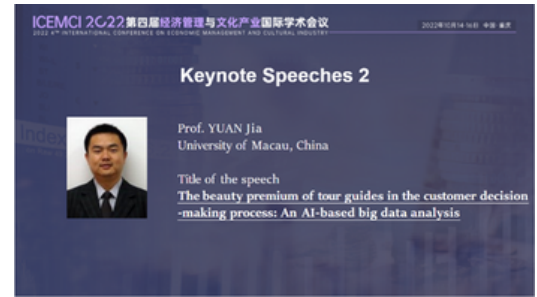 ICEMCI 2022第四届经济管理与文化产业国际学术会议
2022 4TH INTERNATIONAL CONFERENCE ON ECONOMIC MANAGEMENT AND CULTURAL INDUSTRY
2022年10月14-16日 中国·重庆
Keynote Speeches 2
Prof. YUAN Jia
University of Macau, China
Index
Title of the speech
The beauty premium of tour guides in the customer decision
-making process: An AI-based big data analysis